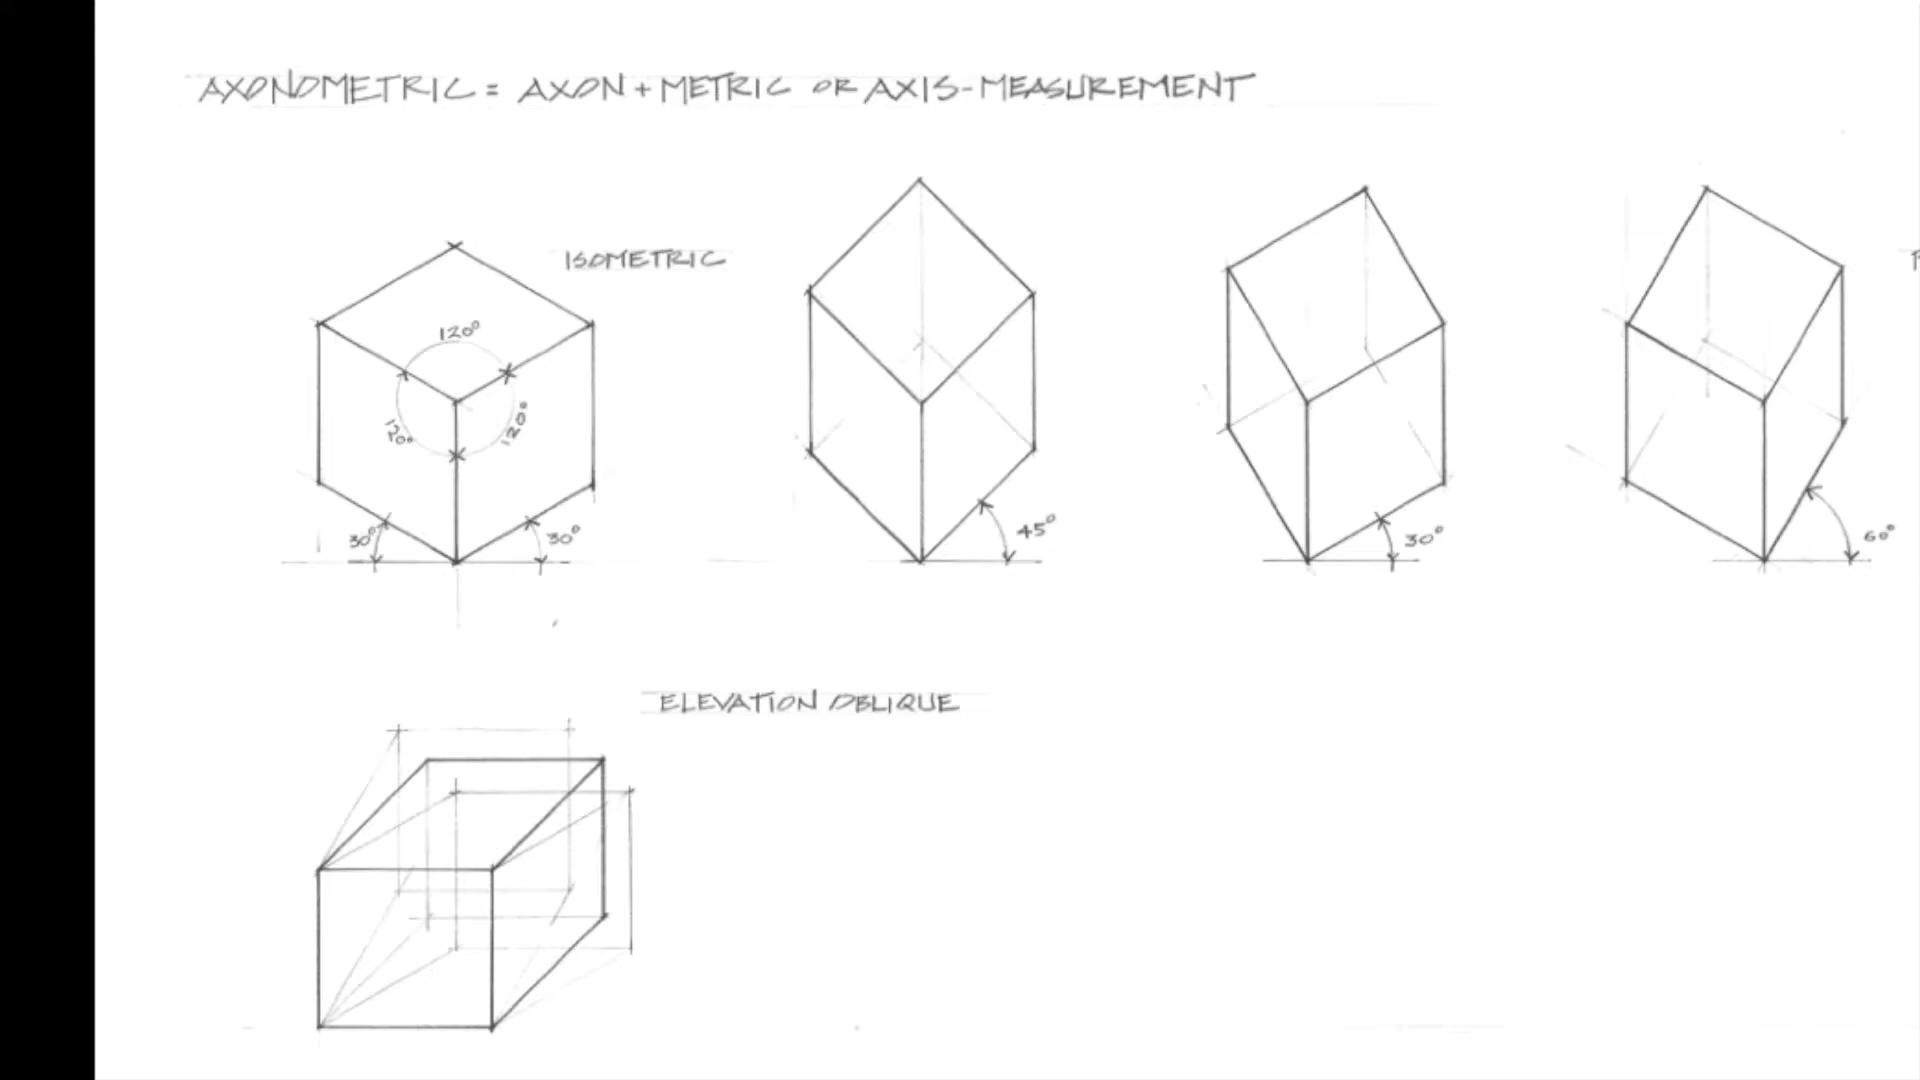 AXONOMETRIC = AXON + METRIC OR AXIS-MEASUREMENT
ISOMETRIC
120°
120°
120°
30°
30°
45°
30°
60°
ELEVATION OBLIQUE